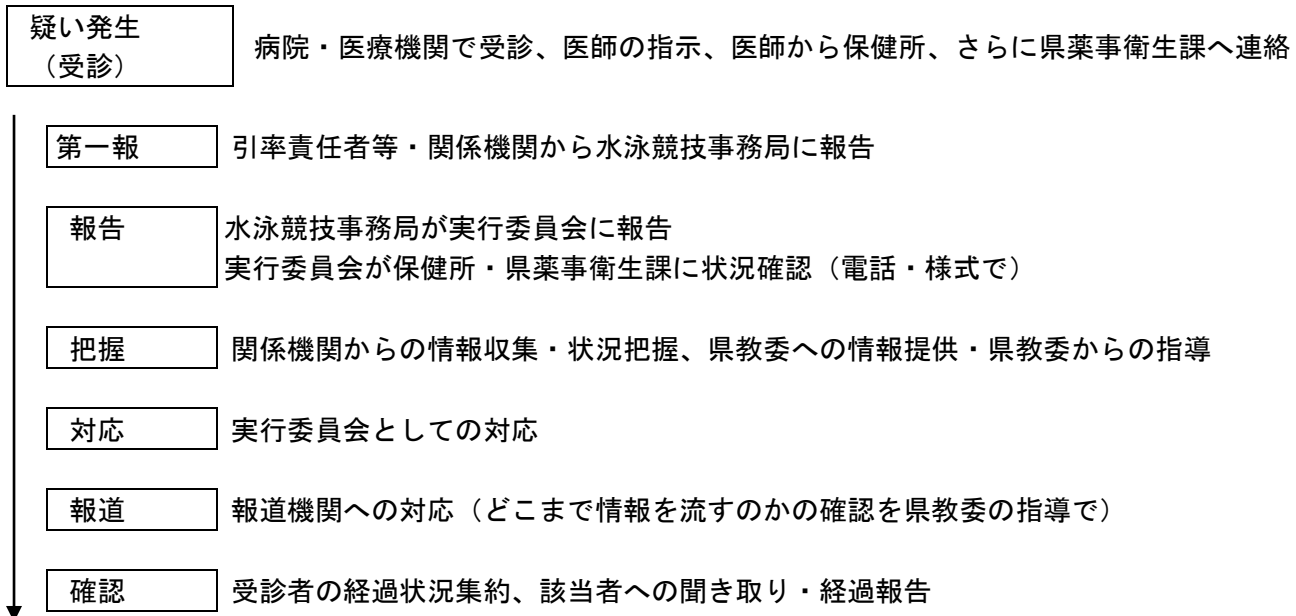 疑い発生
（受診）
病院・医療機関で受診、医師の指示、医師から保健所、さらに県薬事衛生課へ連絡
第一報 引率責任者等・関係機関から水泳競技事務局に報告
報告 水泳競技事務局が実行委員会に報告
実行委員会が保健所・県薬事衛生課に状況確認（電話・様式で）
把握 関係機関からの情報収集・状況把握、県教委への情報提供・県教委からの指導
対応 実行委員会としての対応
報道 報道機関への対応（どこまで情報を流すのかの確認を県教委の指導で）
確認 受診者の経過状況集約、該当者への聞き取り・経過報告